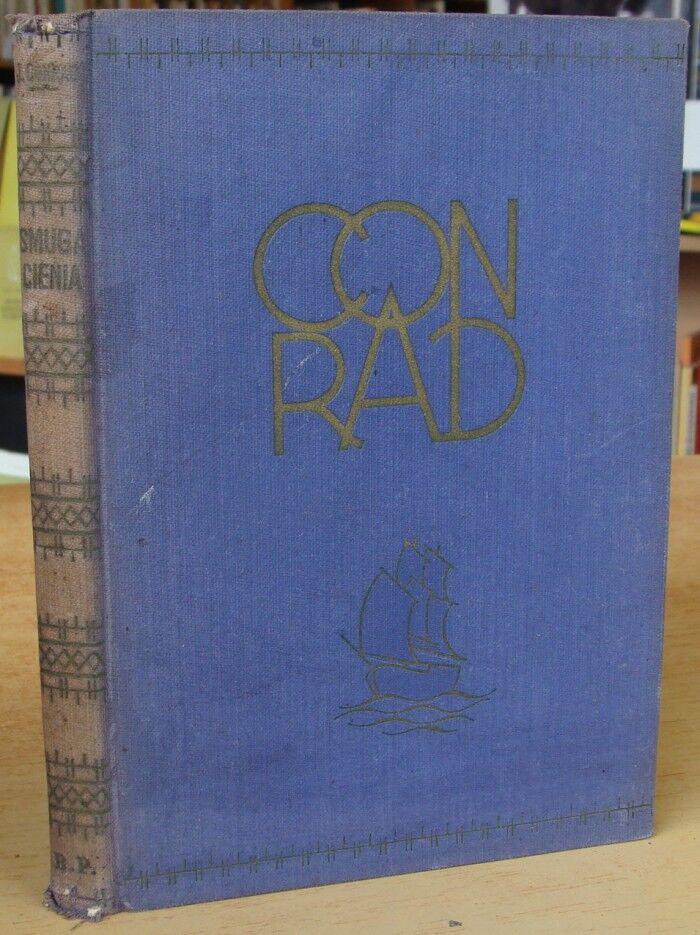 CON
RAD
SMUGA
CIENIA
B.P.